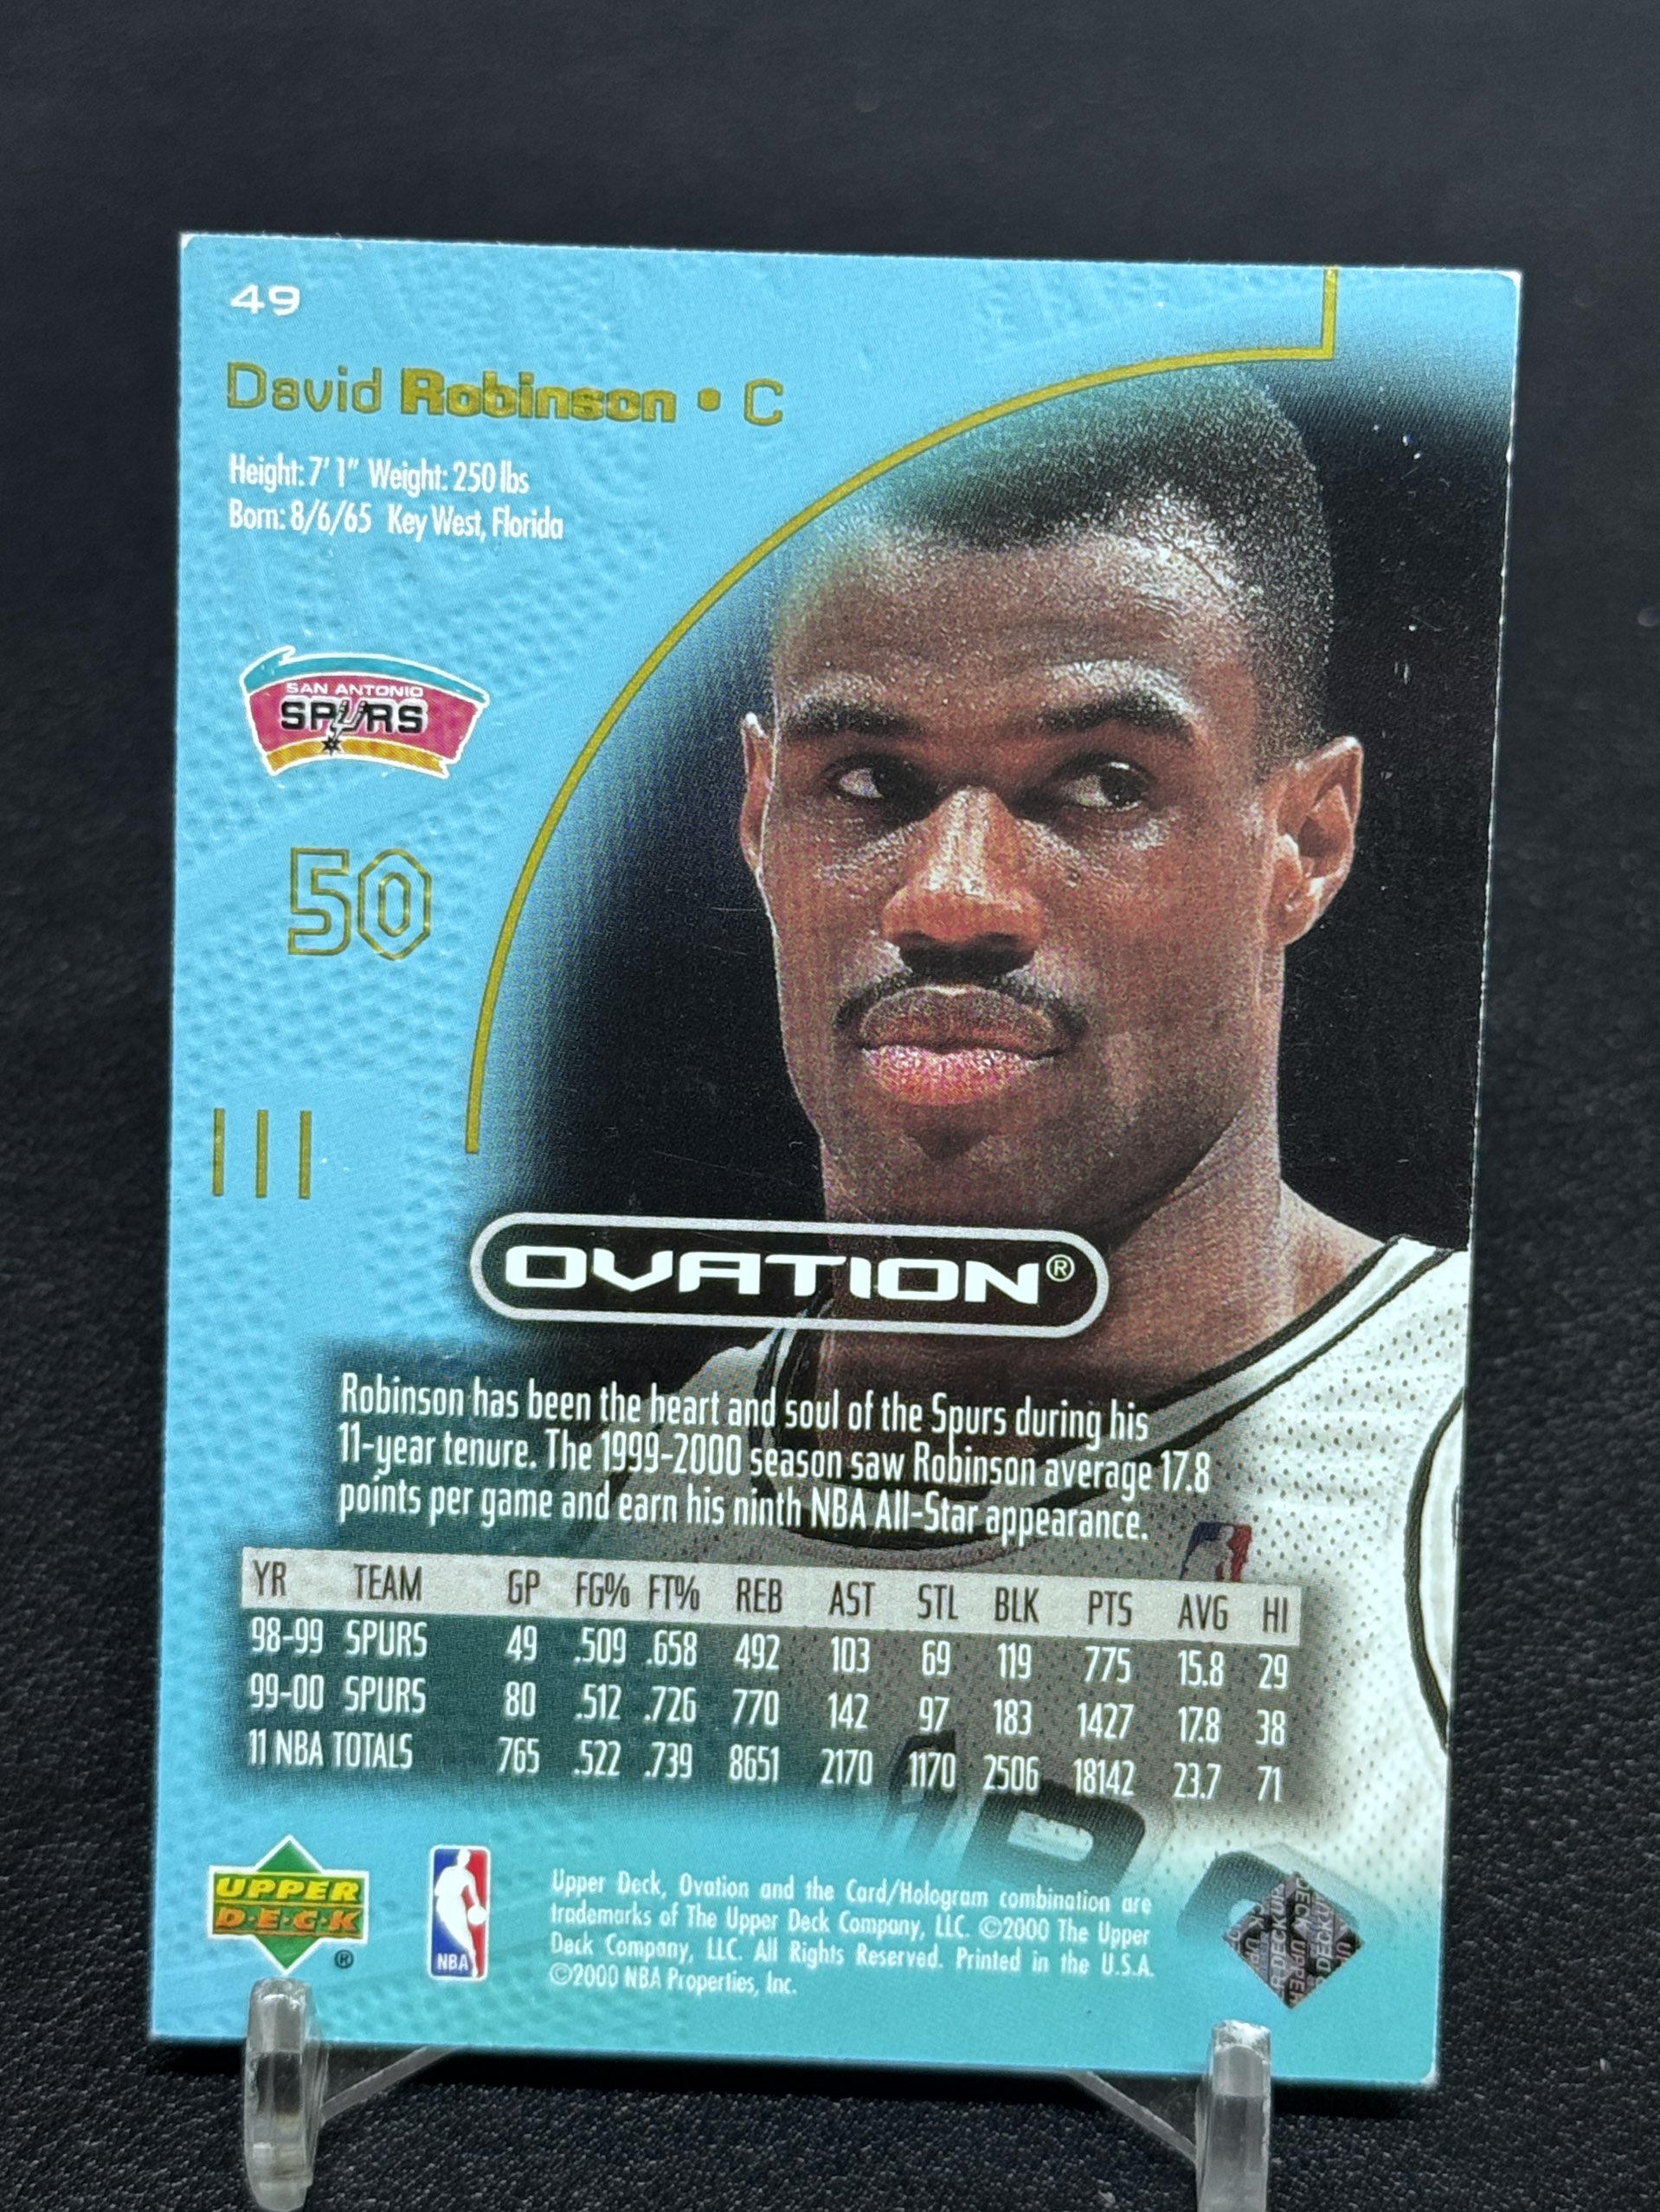 49
David Robinson • C
Height: 7' 1" Weight: 250 lbs
Born: 8/6/65 Key West, Florida
SAN ANTONIO
SPURS
50
OVATION®
Robinson has been the heart and soul of the Spurs during his
11-year tenure. The 1999-2000 season saw Robinson average 17.8
points per game and earn his ninth NBA All-Star appearance.
YR TEAM GP FG% FT% REB AST STL BLK PTS AVG HI
98-99 SPURS 49 .509 .658 492 103 69 119 775 15.8 29
99-00 SPURS 80 .512 .726 770 142 97 183 1427 17.8 38
11 NBA TOTALS 765 .522 .739 8651 2170 1170 2506 18142 23.7 71
UPPER
D·E·C·K
®
NBA
Upper Deck, Ovation and the Card/Hologram combination are
trademarks of The Upper Deck Company, LLC. ©2000 The Upper
Deck Company, LLC. All Rights Reserved. Printed in the U.S.A.
©2000 NBA Properties, Inc.